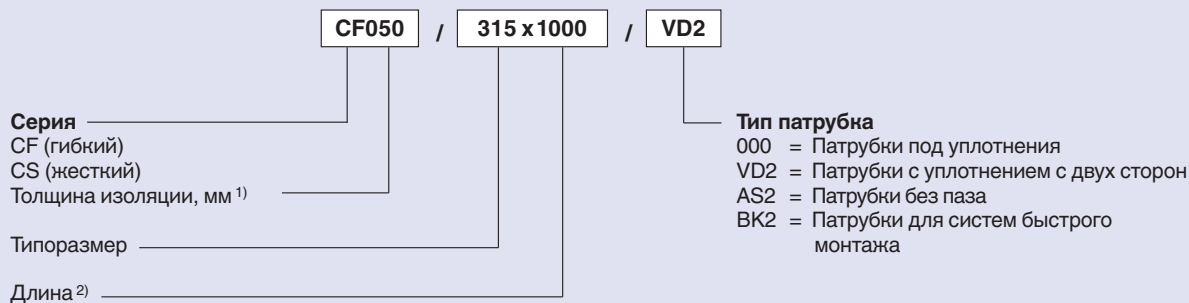 CF050 / 315 x 1000 / VD2
Серия
CF (гибкий)
CS (жесткий)
Толщина изоляции, мм 1)
Типоразмер
Длина 2)
Тип патрубка
000 = Патрубки под уплотнения
VD2 = Патрубки с уплотнением с двух сторон
AS2 = Патрубки без паза
BK2 = Патрубки для систем быстрого
монтажа